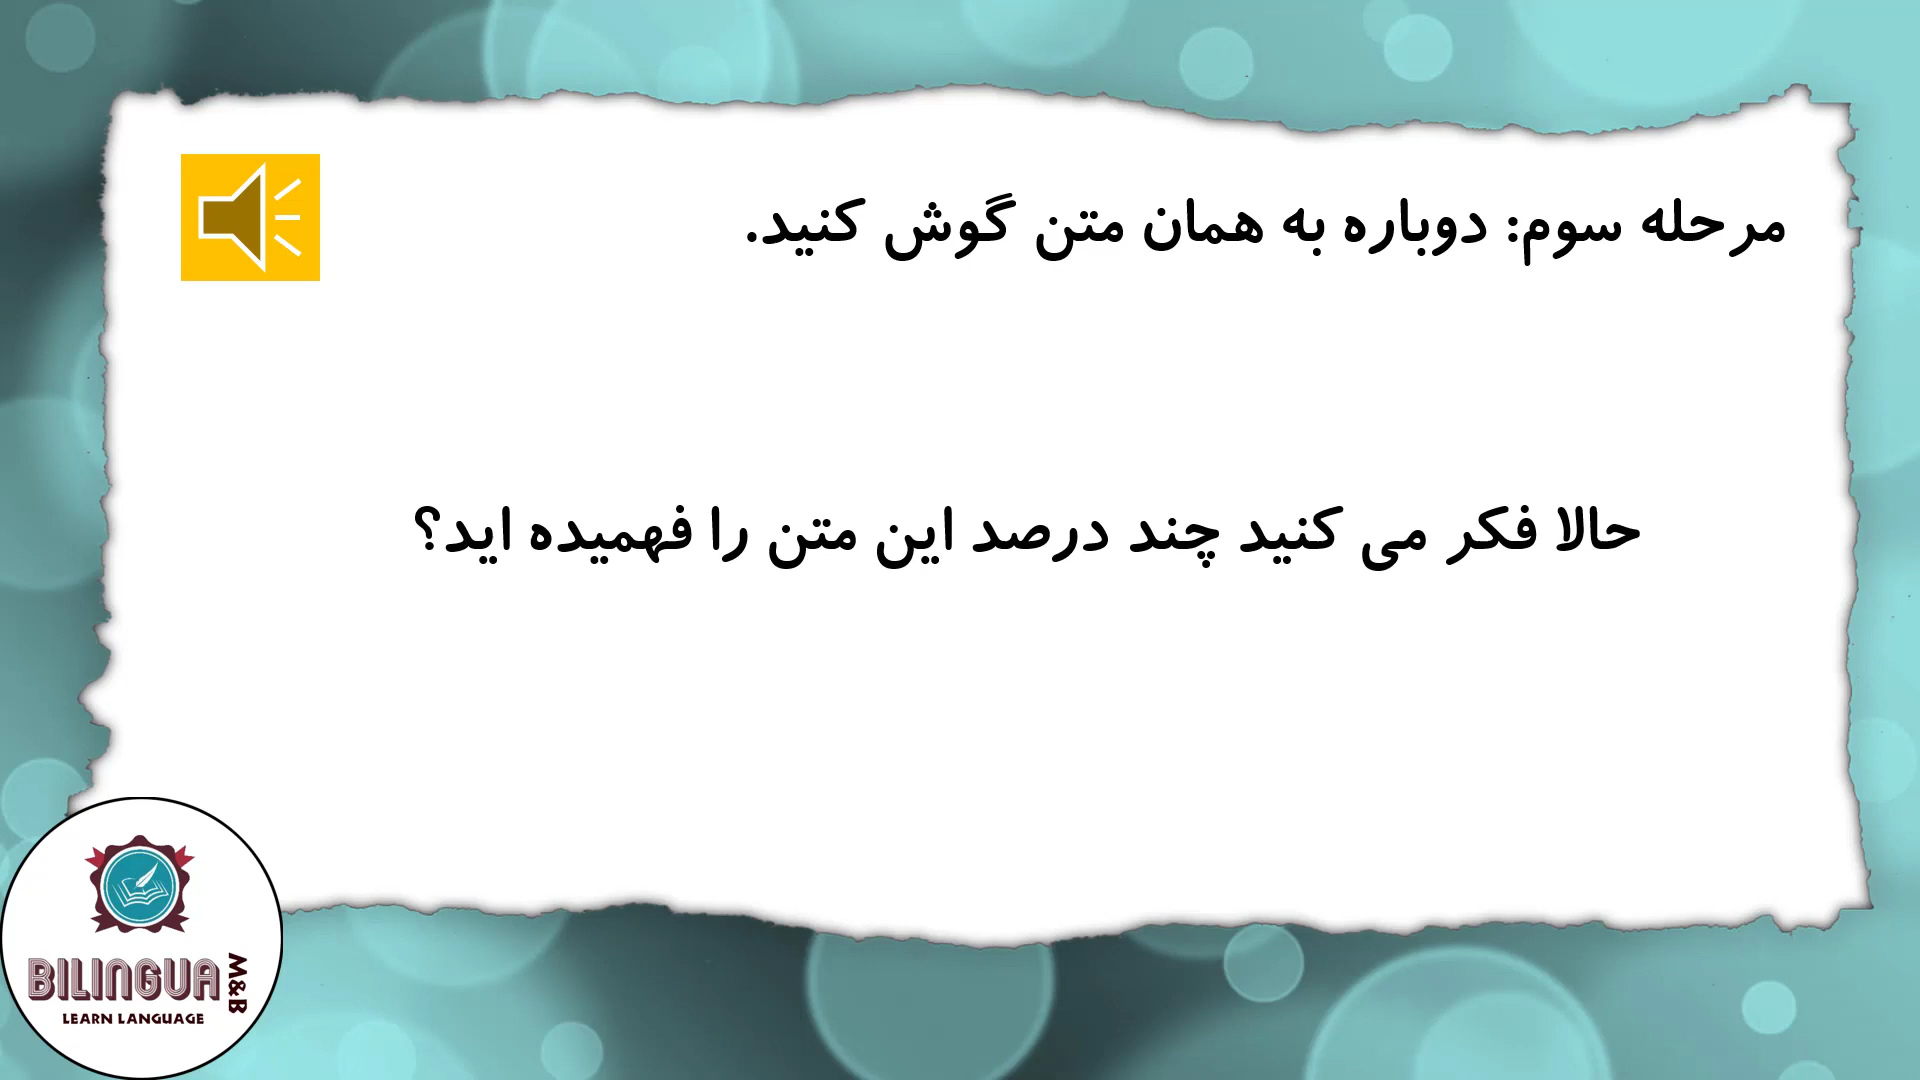 مرحله سوم: دوباره به همان متن گوش کنید.
حالا فکر می کنید چند درصد این متن را فهمیده اید؟
BILINGUA
M&B
LEARN LANGUAGE